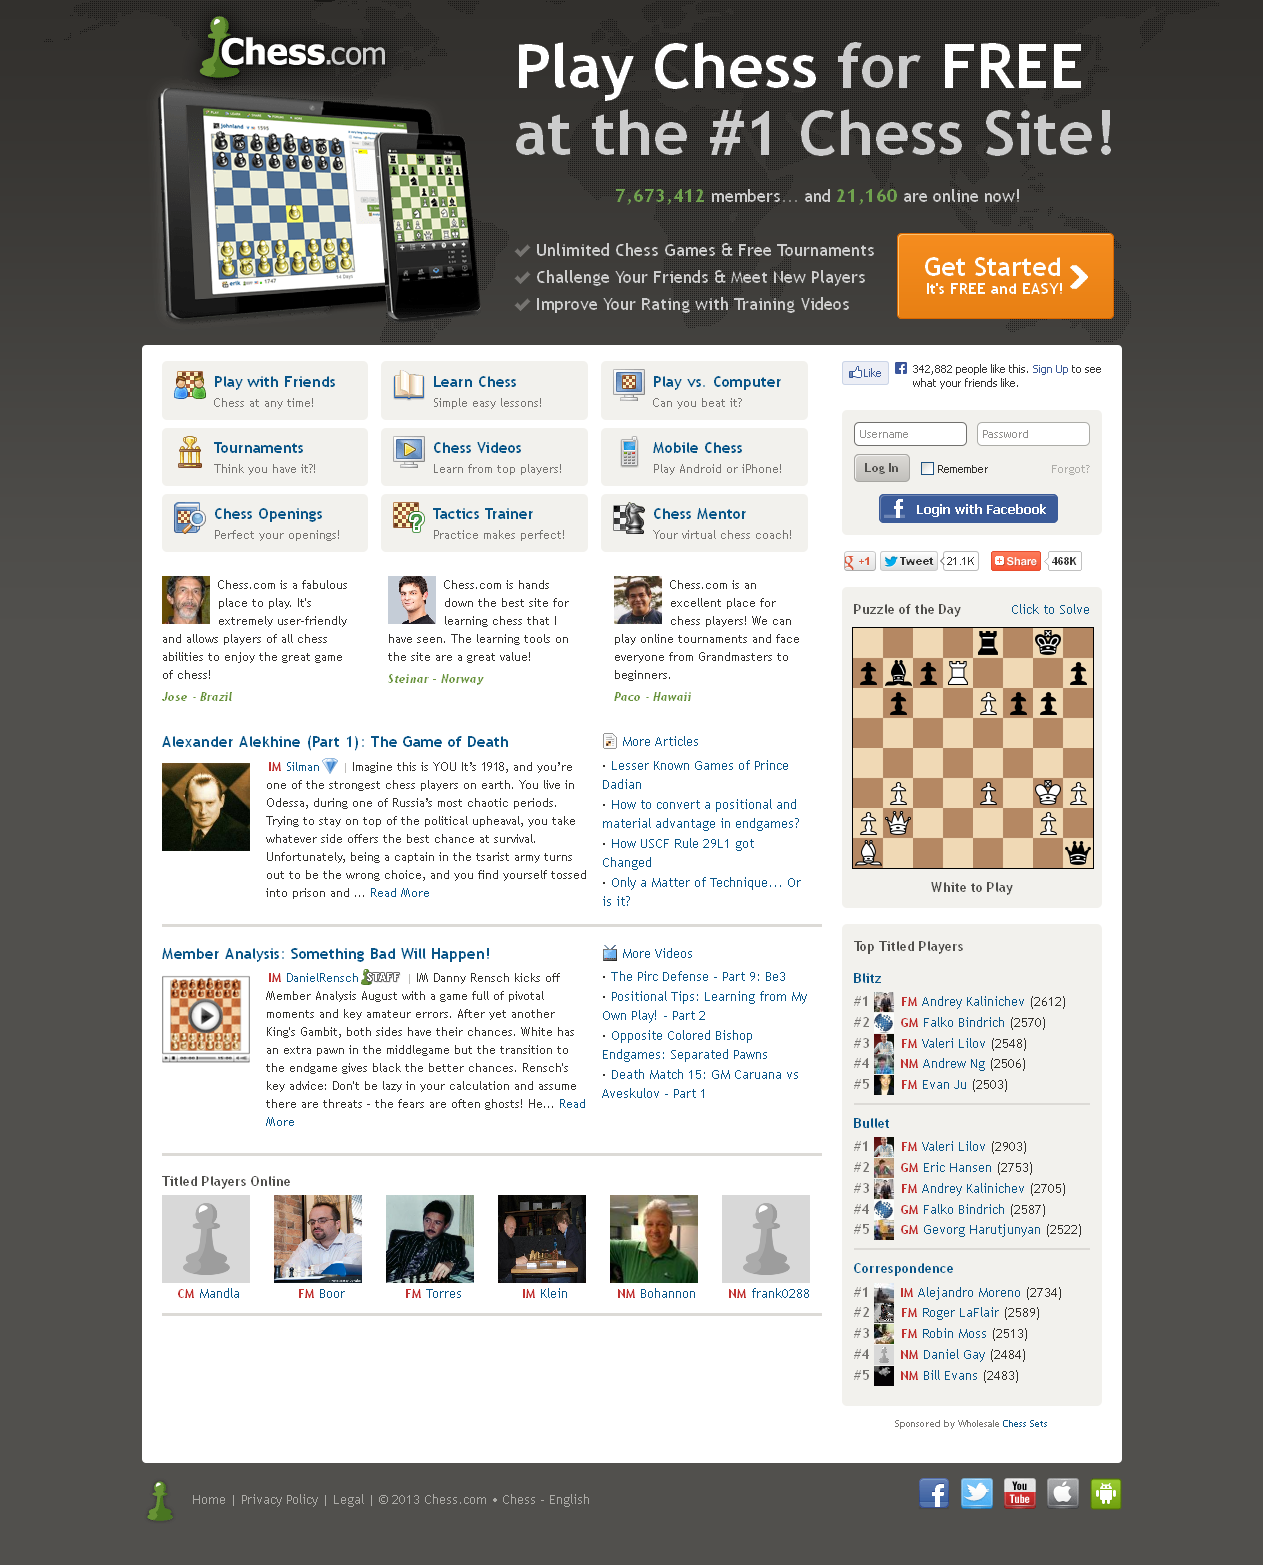 Chess.com
Play Chess for FREE
at the #1 Chess Site!
7,673,412 members... and 21,160 are online now!
Unlimited Chess Games & Free Tournaments
Challenge Your Friends & Meet New Players
Improve Your Rating with Training Videos
Get Started
It's FREE and EASY!
Play with Friends
Chess at any time!
Learn Chess
Simple easy lessons!
Play vs. Computer
Can you beat it?
Tournaments
Think you have it?!
Chess Videos
Learn from top players!
Mobile Chess
Play Android or iPhone!
Chess Openings
Perfect your openings!
Tactics Trainer
Practice makes perfect!
Chess Mentor
Your virtual chess coach!
Chess.com is a fabulous
place to play. It's
extremely user-friendly
and allows players of all chess
abilities to enjoy the great game
of chess!
Jose - Brazil
Chess.com is hands
down the best site for
learning chess that I
have seen. The learning tools on
the site are a great value!
Steinar - Norway
Chess.com is an
excellent place for
chess players! We can
play online tournaments and face
everyone from Grandmasters to
beginners.
Paco - Hawaii
Alexander Alekhine (Part 1): The Game of Death
IM Silman | Imagine this is YOU It's 1918, and you're
one of the strongest chess players on earth. You live in
Odessa, during one of Russia's most chaotic periods.
Trying to stay on top of the political upheaval, you take
whatever side offers the best chance at survival.
Unfortunately, being a captain in the tsarist army turns
out to be the wrong choice, and you find yourself tossed
into prison and ... Read More
More Articles
• Lesser Known Games of Prince
Dadian
• How to convert a positional and
material advantage in endgames?
• How USCF Rule 29L1 got
Changed
• Only a Matter of Technique... Or
is it?
Member Analysis: Something Bad Will Happen!
IM DanielRensch STAFF | IM Danny Rensch kicks off
Member Analysis August with a game full of pivotal
moments and key amateur errors. After yet another
King's Gambit, both sides have their chances. White has
an extra pawn in the middlegame but the transition to
the endgame gives black the better chances. Rensch's
key advice: Don't be lazy in your calculation and assume
there are threats - the fears are often ghosts! He... Read
More
More Videos
• The Pirc Defense - Part 9: Be3
• Positional Tips: Learning from My
Own Play! - Part 2
• Opposite Colored Bishop
Endgames: Separated Pawns
• Death Match 15: GM Caruana vs
Aveskulov - Part 1
Titled Players Online
CM Mandla
FM Boor
FM Torres
IM Klein
NM Bohannon
NM frank0288
Like
342,882 people like this. Sign Up to see
what your friends like.
Username
Password
Log In
Remember
Forgot?
Login with Facebook
g +1
Tweet 21.1K
Share 468K
Puzzle of the Day
Click to Solve
White to Play
Top Titled Players
Blitz
#1 FM Andrey Kalinichev (2612)
#2 GM Falko Bindrich (2570)
#3 FM Valeri Lilov (2548)
#4 NM Andrew Ng (2506)
#5 FM Evan Ju (2503)
Bullet
#1 FM Valeri Lilov (2903)
#2 GM Eric Hansen (2753)
#3 FM Andrey Kalinichev (2705)
#4 GM Falko Bindrich (2587)
#5 GM Gevorg Harutjunyan (2522)
Correspondence
#1 IM Alejandro Moreno (2734)
#2 FM Roger LaFlair (2589)
#3 FM Robin Moss (2513)
#4 NM Daniel Gay (2484)
#5 NM Bill Evans (2483)
Sponsored by Wholesale Chess Sets
Home | Privacy Policy | Legal | © 2013 Chess.com • Chess - English
You
Tube